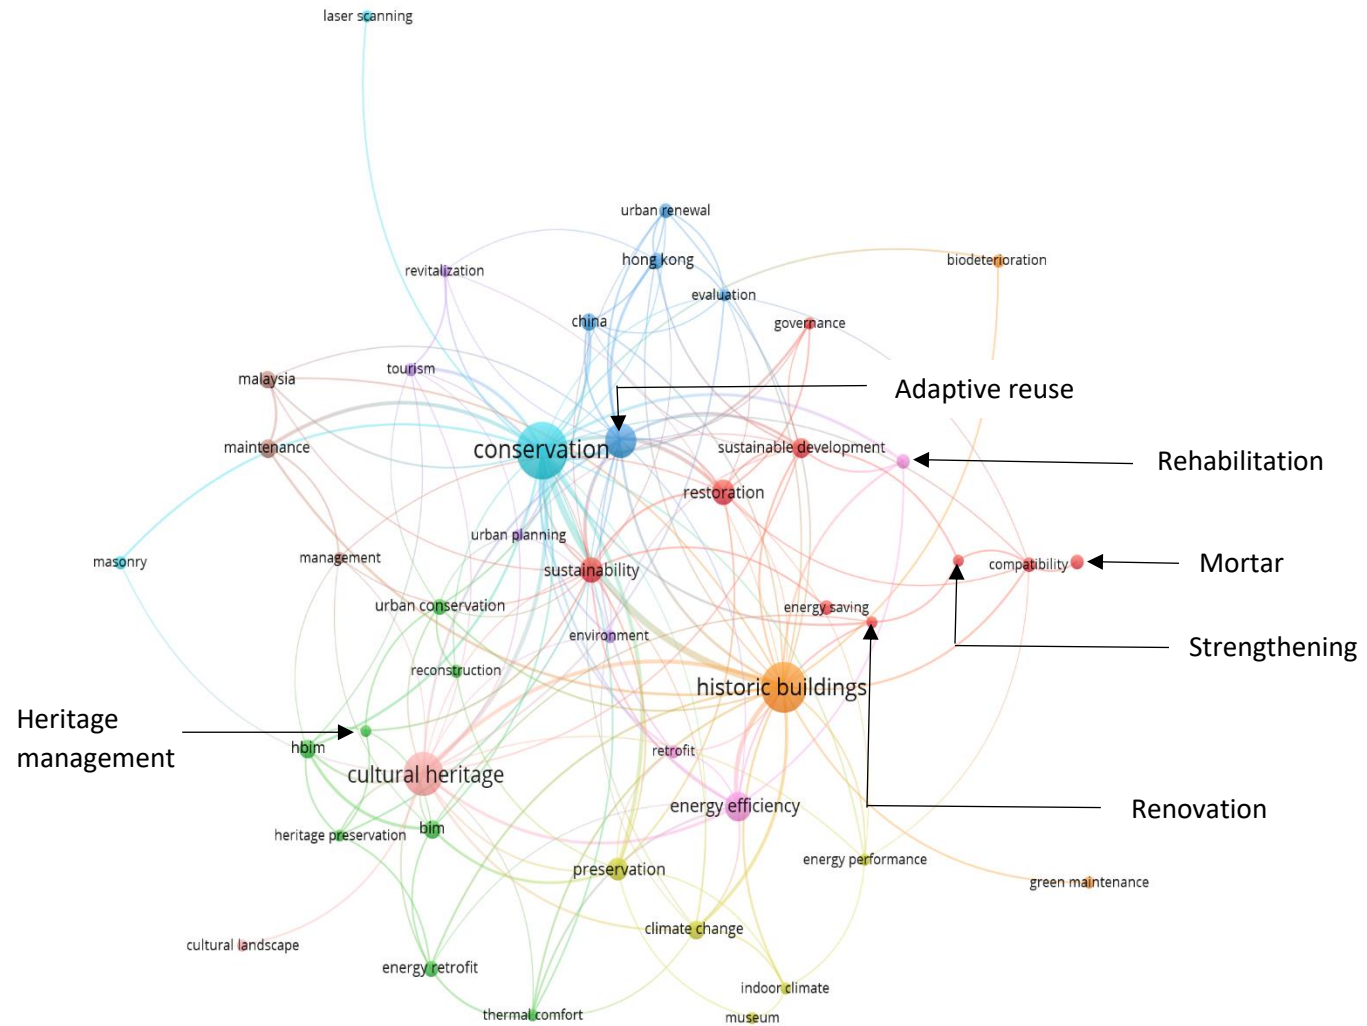 laser scanning
urban renewal
hong kong
revitalization
biodeterioration
evaluation
china
governance
tourism
malaysia
Adaptive reuse
maintenance
conservation
sustainable development
Rehabilitation
restoration
urban planning
masonry
management
sustainability
compatibility
Mortar
urban conservation
energy saving
environment
Strengthening
reconstruction
historic buildings
Heritage
management
hbim
retrofit
cultural heritage
energy efficiency
Renovation
heritage preservation
bim
energy performance
preservation
green maintenance
climate change
cultural landscape
energy retrofit
indoor climate
thermal comfort
museum